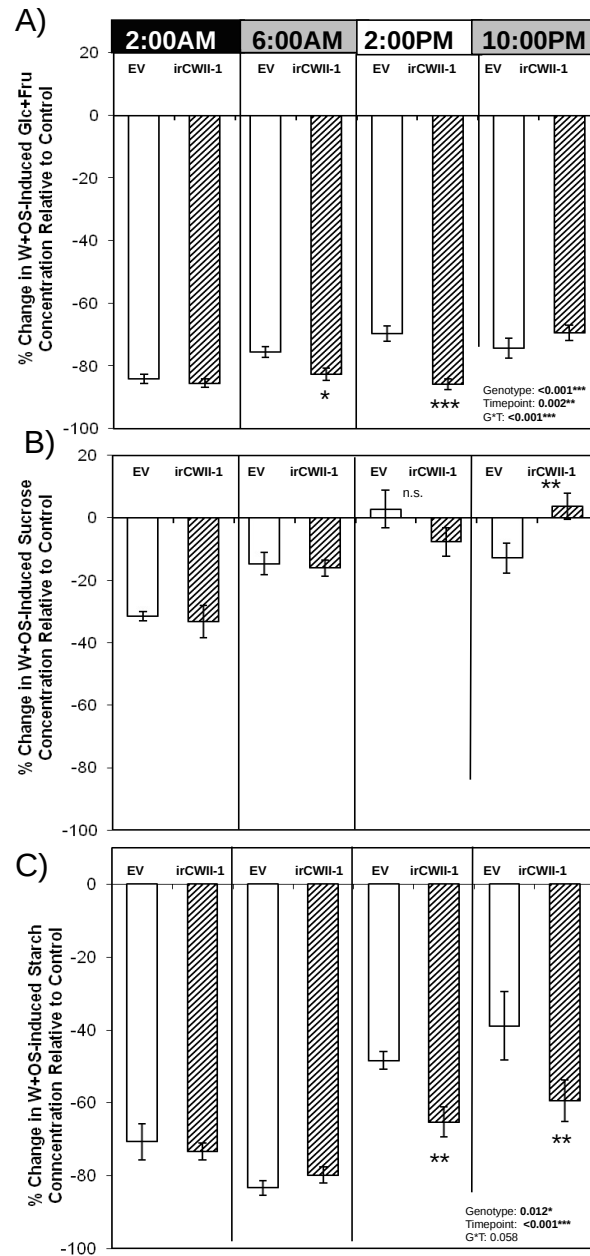 A)
2:00AM 6:00AM 2:00PM 10:00PM
% Change in W+OS-Induced Glc+Fru
Concentration Relative to Control
20
0
-20
-40
-60
-80
-100
EV irCWII-1 EV irCWII-1 EV irCWII-1 EV irCWII-1
*
***
Genotype: <0.001***
Timepoint: 0.002**
G*T: <0.001***
B)
% Change in W+OS-Induced Sucrose
Concentration Relative to Control
20
0
-20
-40
-60
-80
-100
EV irCWII-1 EV irCWII-1 EV irCWII-1 EV irCWII-1
n.s.
**
C)
% Change in W+OS-Induced Starch
Conncentration Relative to Control
0
-20
-40
-60
-80
-100
EV irCWII-1 EV irCWII-1 EV irCWII-1 EV irCWII-1
**
**
Genotype: 0.012*
Timepoint: <0.001***
G*T: 0.058